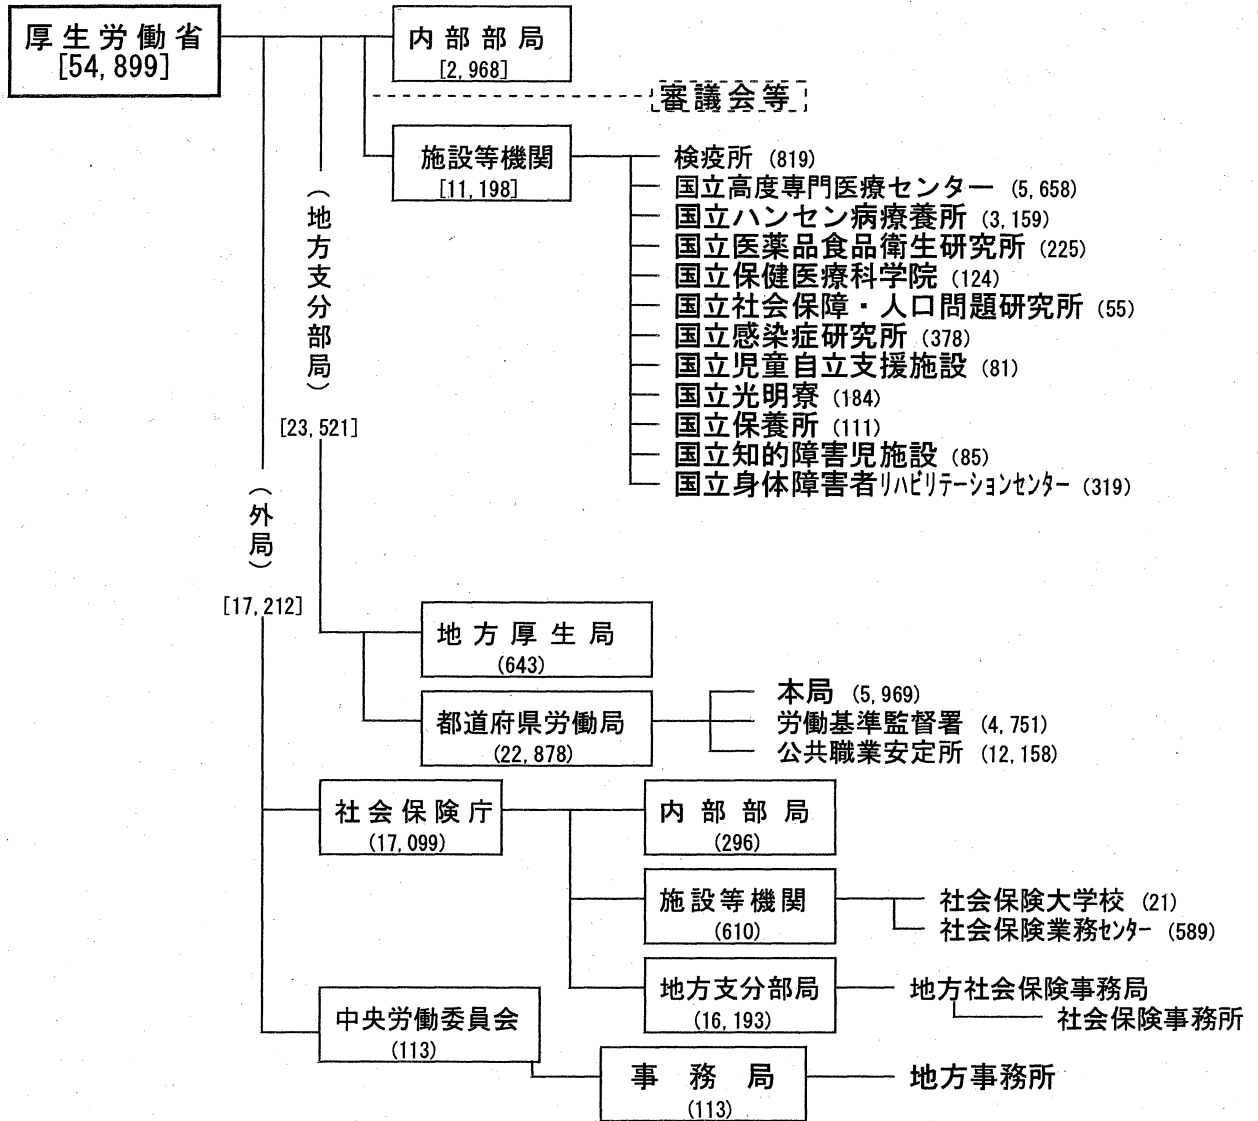 厚生労働省
[54,899]
内部部局
[2,968]
審議会等
施設等機関
[11,198]
検疫所 (819)
国立高度専門医療センター (5,658)
国立ハンセン病療養所 (3,159)
国立医薬品食品衛生研究所 (225)
国立保健医療科学院 (124)
国立社会保障・人口問題研究所 (55)
国立感染症研究所 (378)
国立児童自立支援施設 (81)
国立光明寮 (184)
国立保養所 (111)
国立知的障害児施設 (85)
国立身体障害者リハビリテーションセンター (319)
(地方支分部局)
[23,521]
(外局)
[17,212]
地方厚生局
(643)
都道府県労働局
(22,878)
本局 (5,969)
労働基準監督署 (4,751)
公共職業安定所 (12,158)
社会保険庁
(17,099)
内部部局
(296)
施設等機関
(610)
社会保険大学校 (21)
社会保険業務センター (589)
地方支分部局
(16,193)
地方社会保険事務局
社会保険事務所
中央労働委員会
(113)
事務局
(113)
地方事務所